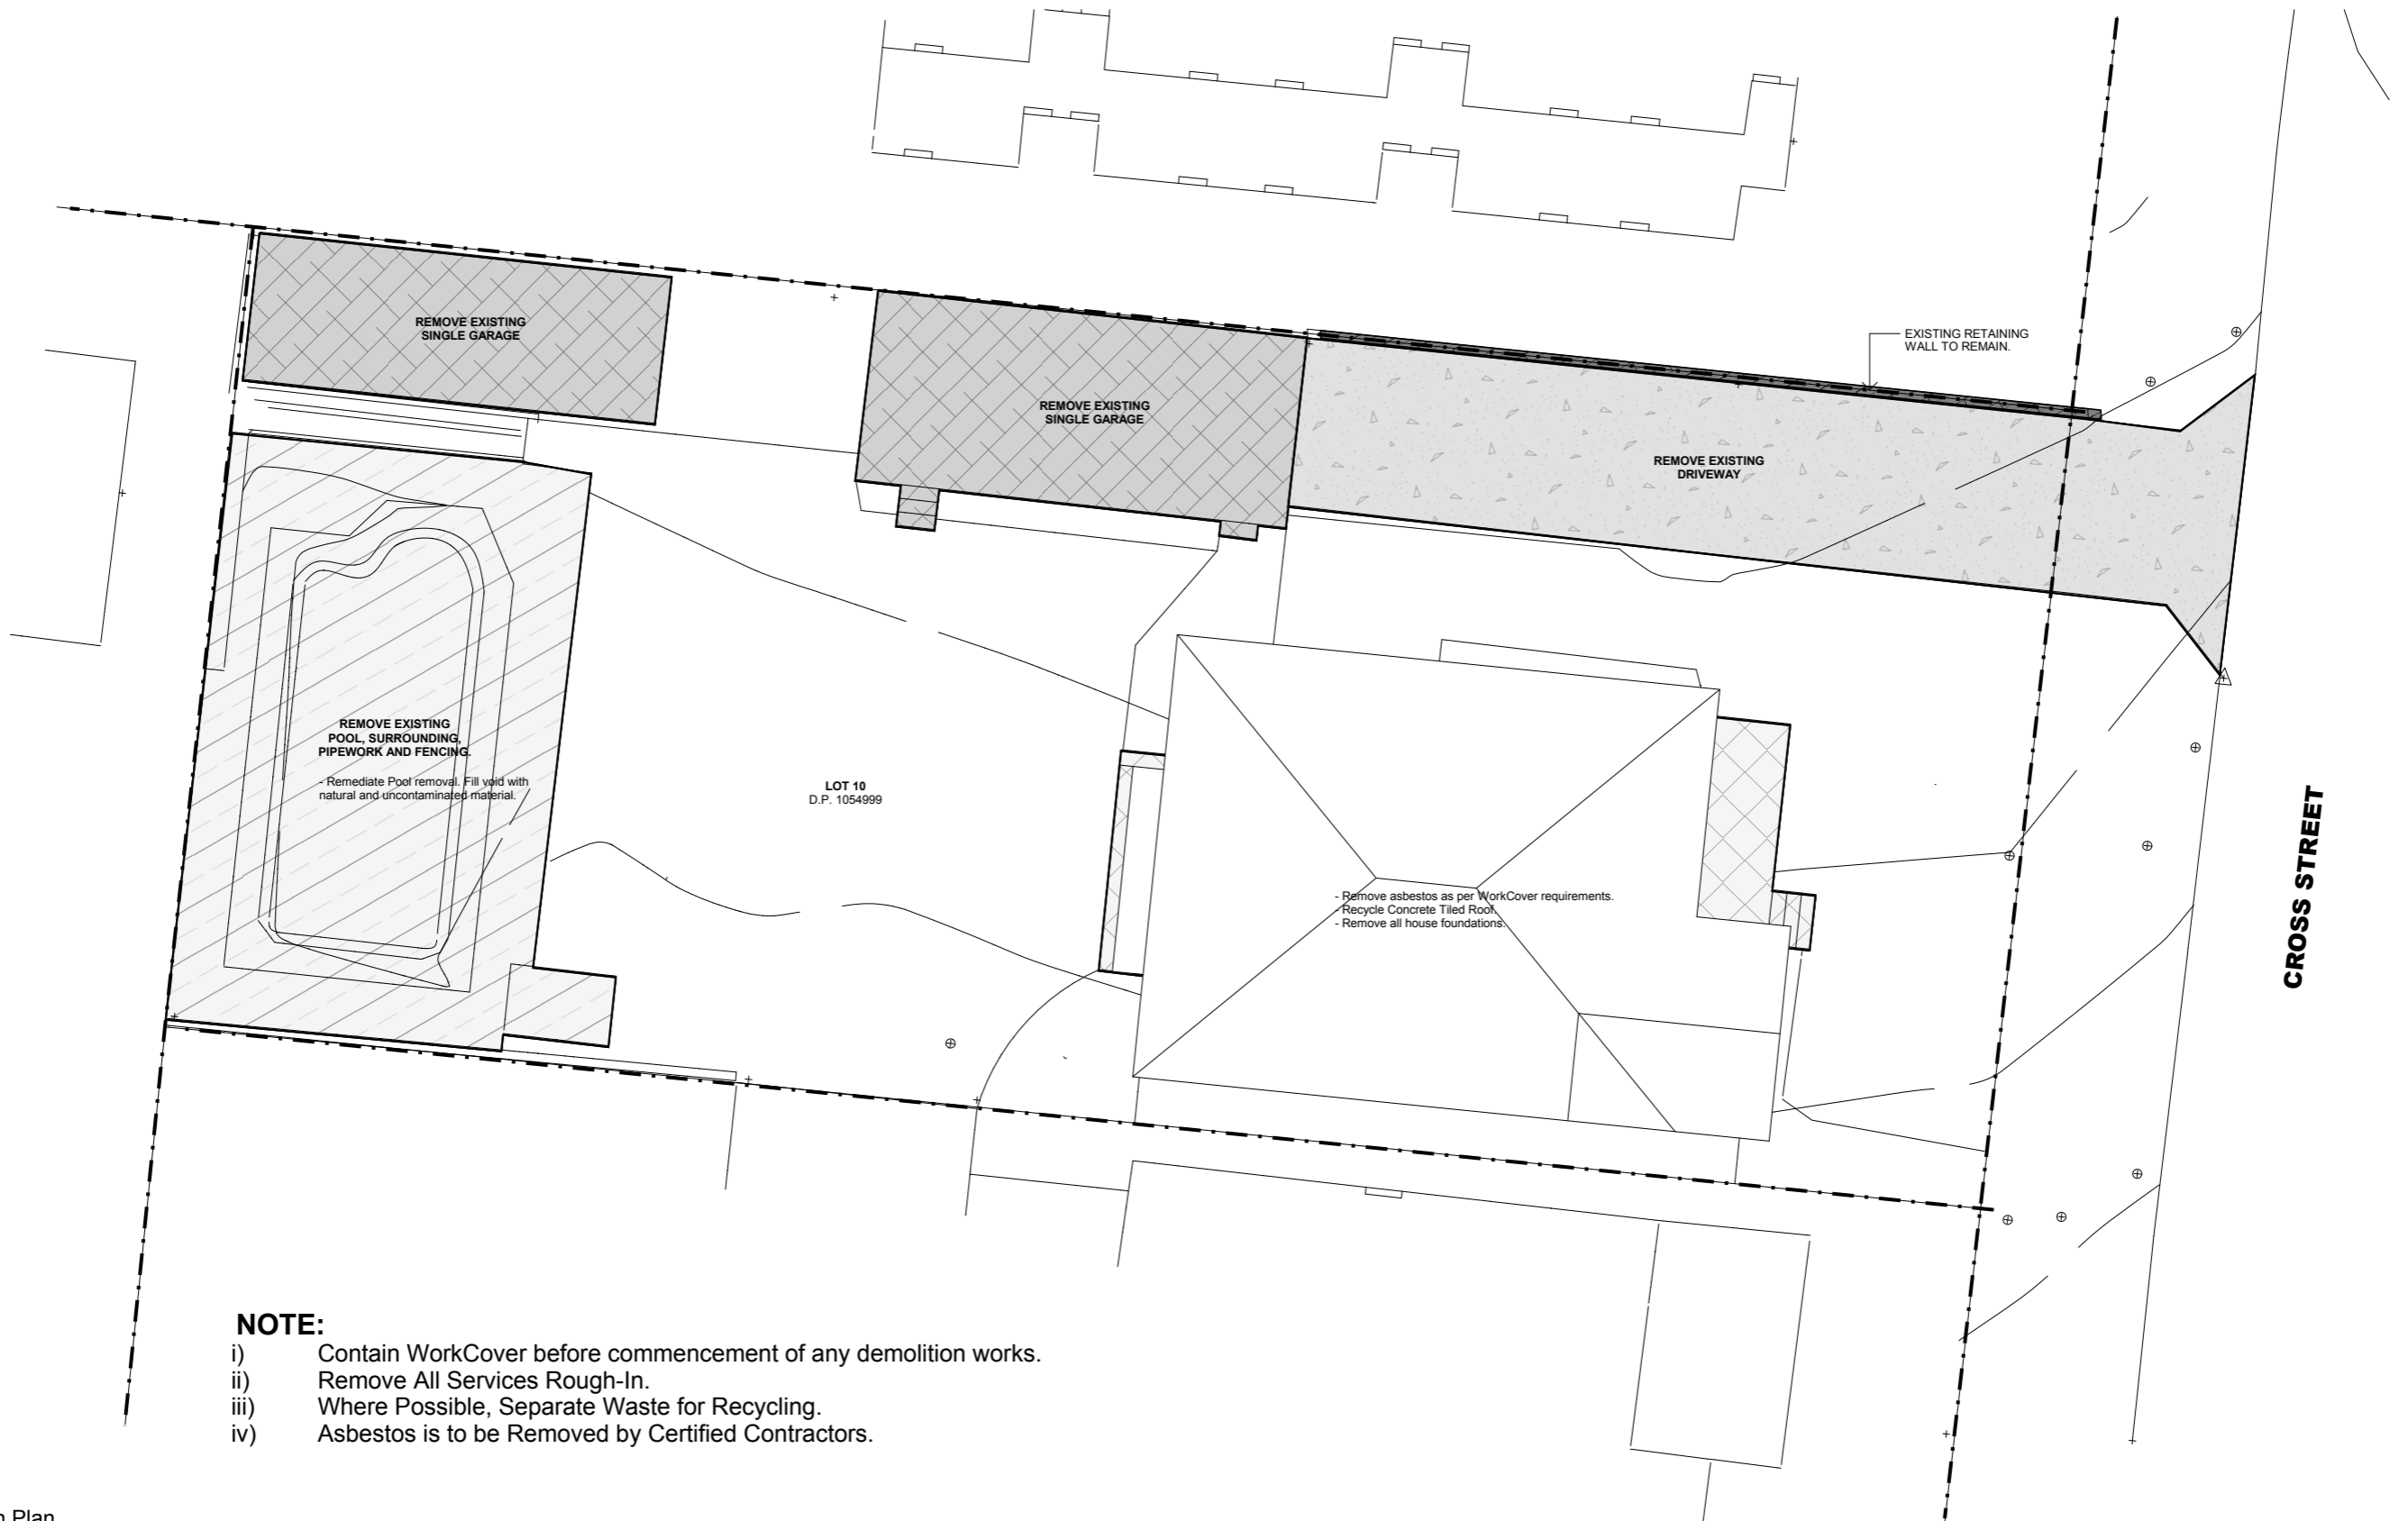 REMOVE EXISTING
SINGLE GARAGE
EXISTING RETAINING
WALL TO REMAIN.
REMOVE EXISTING
SINGLE GARAGE
REMOVE EXISTING
DRIVEWAY
REMOVE EXISTING
POOL, SURROUNDING,
PIPEWORK AND FENCING.
- Remediate Pool removal. Fill void with
natural and uncontaminated material.
LOT 10
D.P. 1054999
- Remove asbestos as per WorkCover requirements.
- Recycle Concrete Tiled Roof.
- Remove all house foundations.
CROSS STREET
NOTE:
i) Contain WorkCover before commencement of any demolition works.
ii) Remove All Services Rough-In.
iii) Where Possible, Separate Waste for Recycling.
iv) Asbestos is to be Removed by Certified Contractors.
Plan